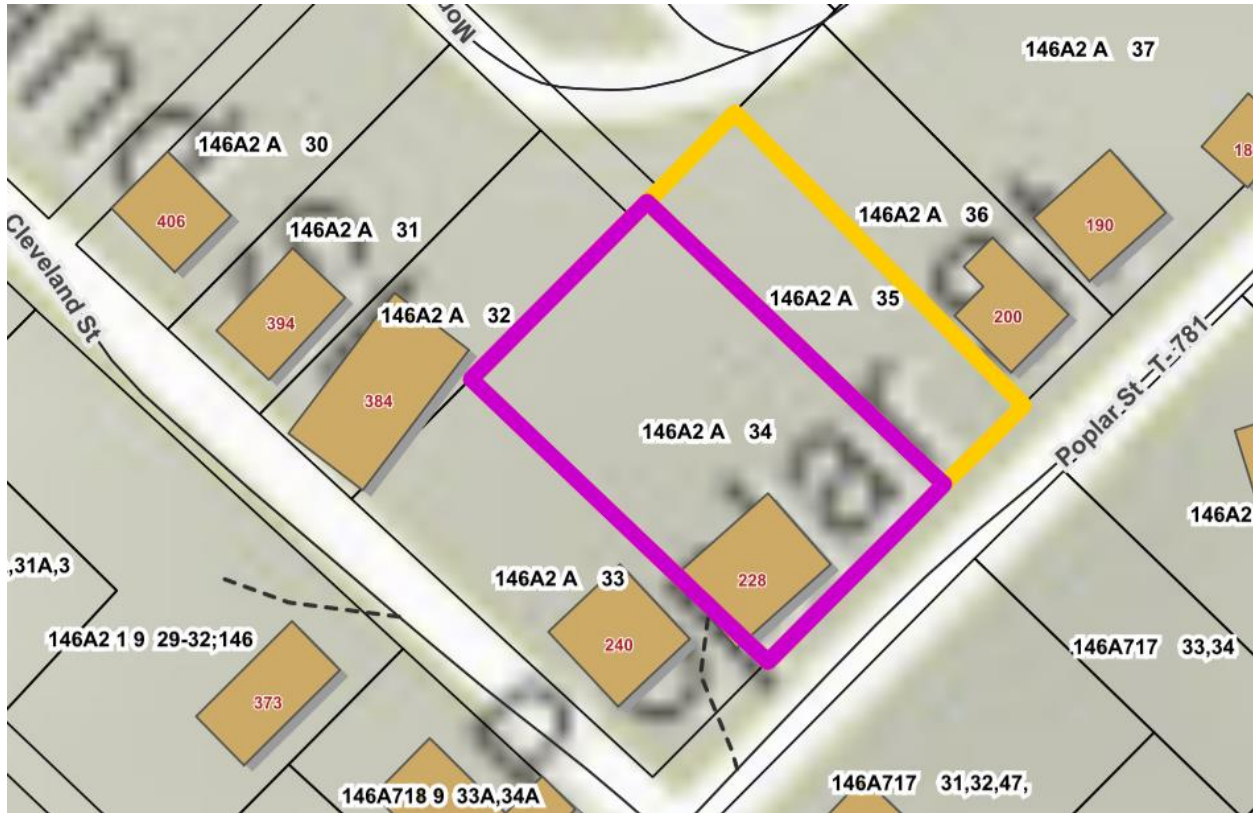 Mon
146A2 A 37
146A2 A 30
18
406
146A2 A 36
190
Cleveland St
146A2 A 31
146A2 A 35
394
146A2 A 32
200
384
Poplar St T-781
146A2 A 34
146A2
,31A,3
146A2 A 33
228
146A2 1 9 29-32;146
240
146A717 33,34
373
146A718 9 33A,34A
146A717 31,32,47,